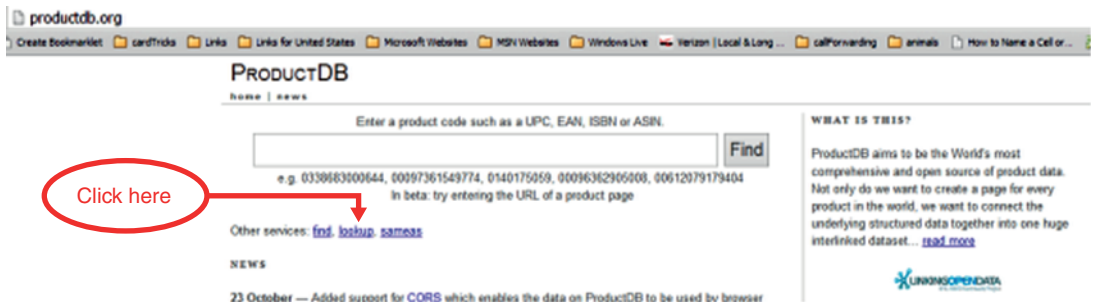 productdb.org
Create Bookmarklet cardTricks Links Links for United States Microsoft Websites MSN Websites Windows Live Verizon | Local & Long ... callForwarding animals How to Name a Cell or...
PRODUCTDB
home | news
Enter a product code such as a UPC, EAN, ISBN or ASIN.
Find
e.g. 0338683000644, 00097361549774, 0140175059, 00096362905008, 00612079179404
In beta: try entering the URL of a product page
Click here
Other services: find, lookup, sameas
NEWS
23 October — Added support for CORS which enables the data on ProductDB to be used by browser
WHAT IS THIS?
ProductDB aims to be the World's most
comprehensive and open source of product data.
Not only do we want to create a page for every
product in the world, we want to connect the
underlying structured data together into one huge
interlinked dataset... read more
LINKINGOPENDATA